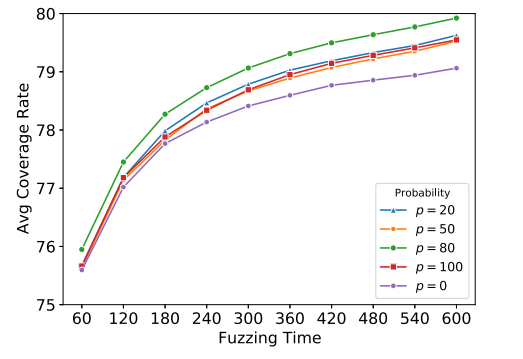 80
79
78
77
76
75
Avg Coverage Rate
60 120 180 240 300 360 420 480 540 600
Fuzzing Time
Probability
p = 20
p = 50
p = 80
p = 100
p = 0